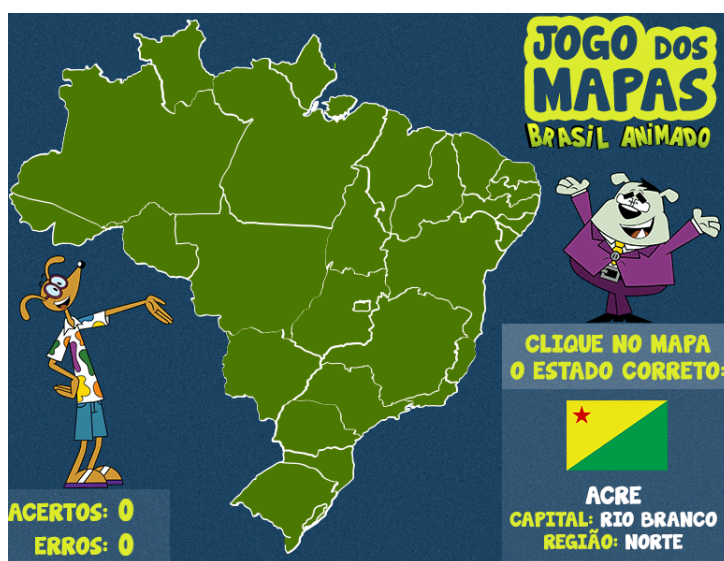 JOGO DOS
MAPAS
BRASIL ANIMADO
CLIQUE NO MAPA
O ESTADO CORRETO:
ACRE
CAPITAL: RIO BRANCO
REGIÃO: NORTE
ACERTOS: 0
ERROS: 0